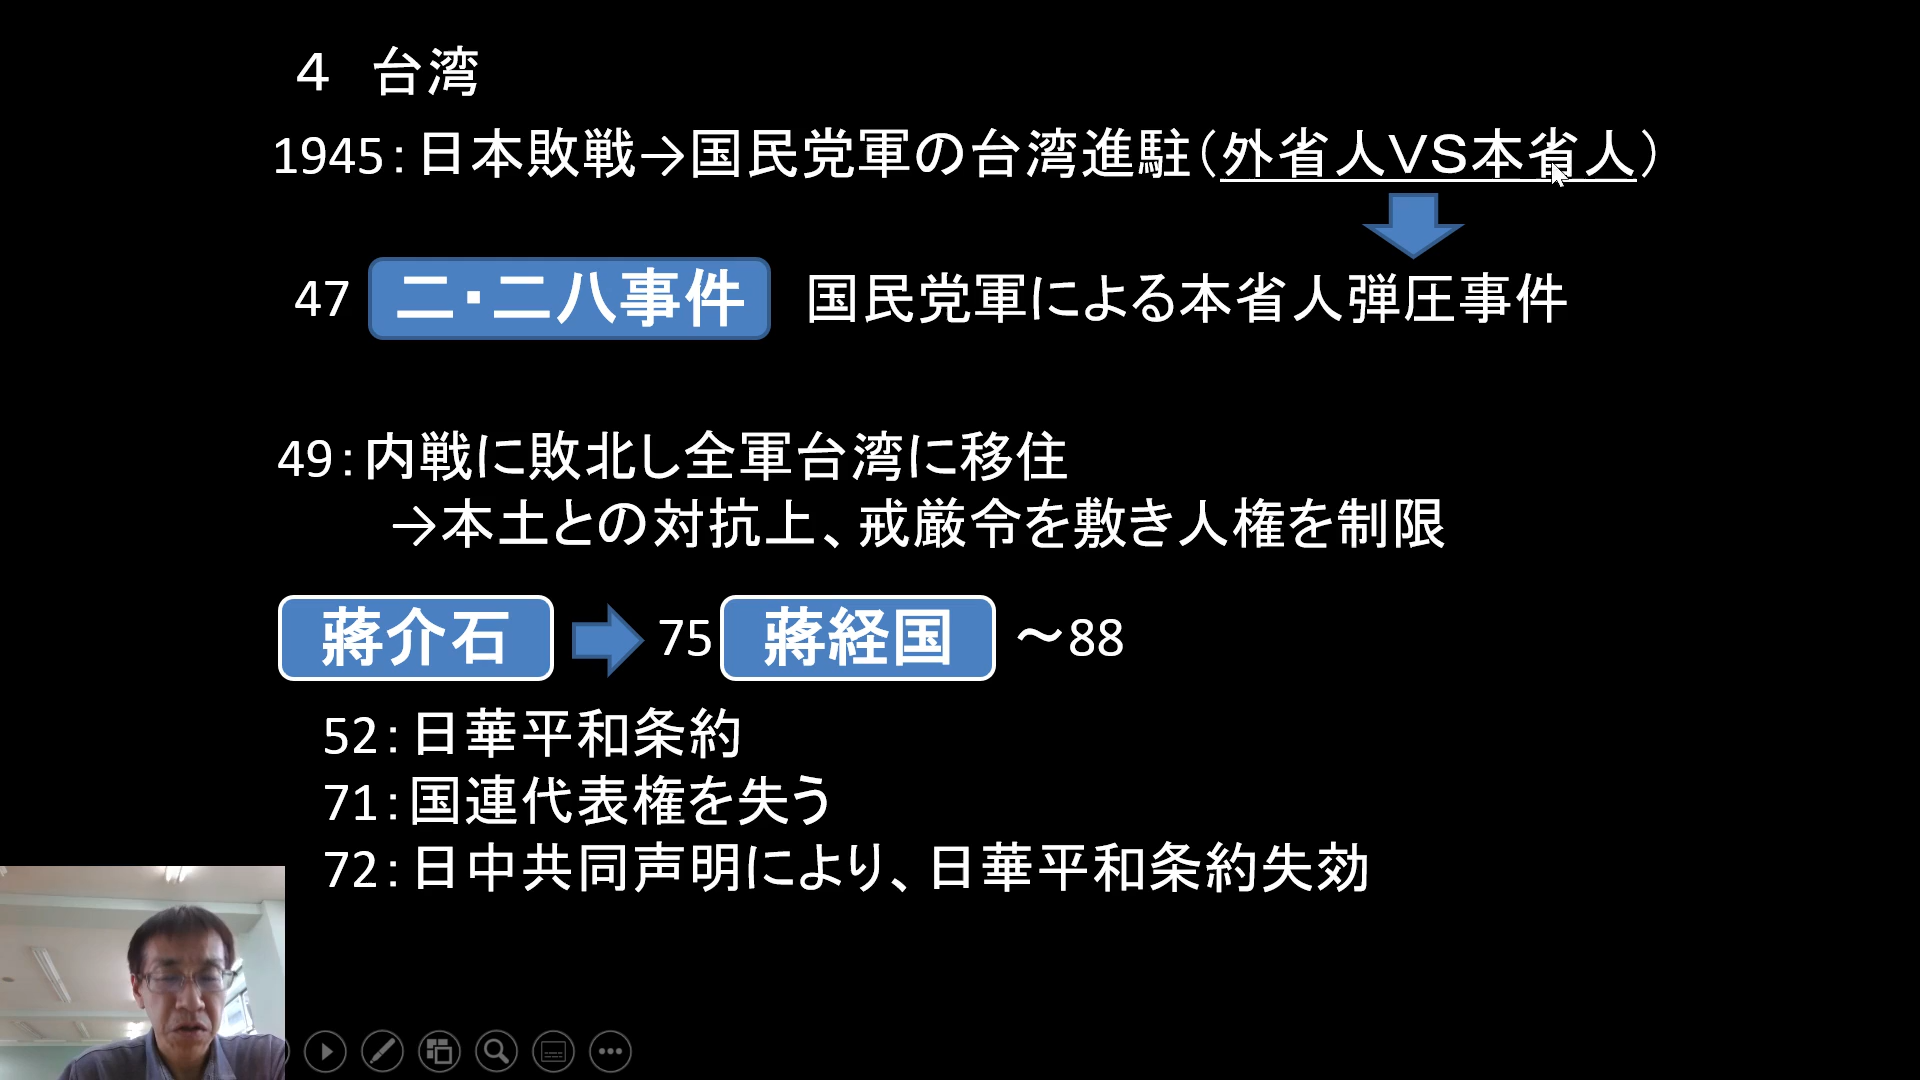 ４　台湾
1945：日本敗戦→国民党軍の台湾進駐（外省人ＶＳ本省人）
47 二・二八事件 国民党軍による本省人弾圧事件
49：内戦に敗北し全軍台湾に移住
→本土との対抗上、戒厳令を敷き人権を制限
蔣介石 75 蔣経国 ～88
52：日華平和条約
71：国連代表権を失う
72：日中共同声明により、日華平和条約失効